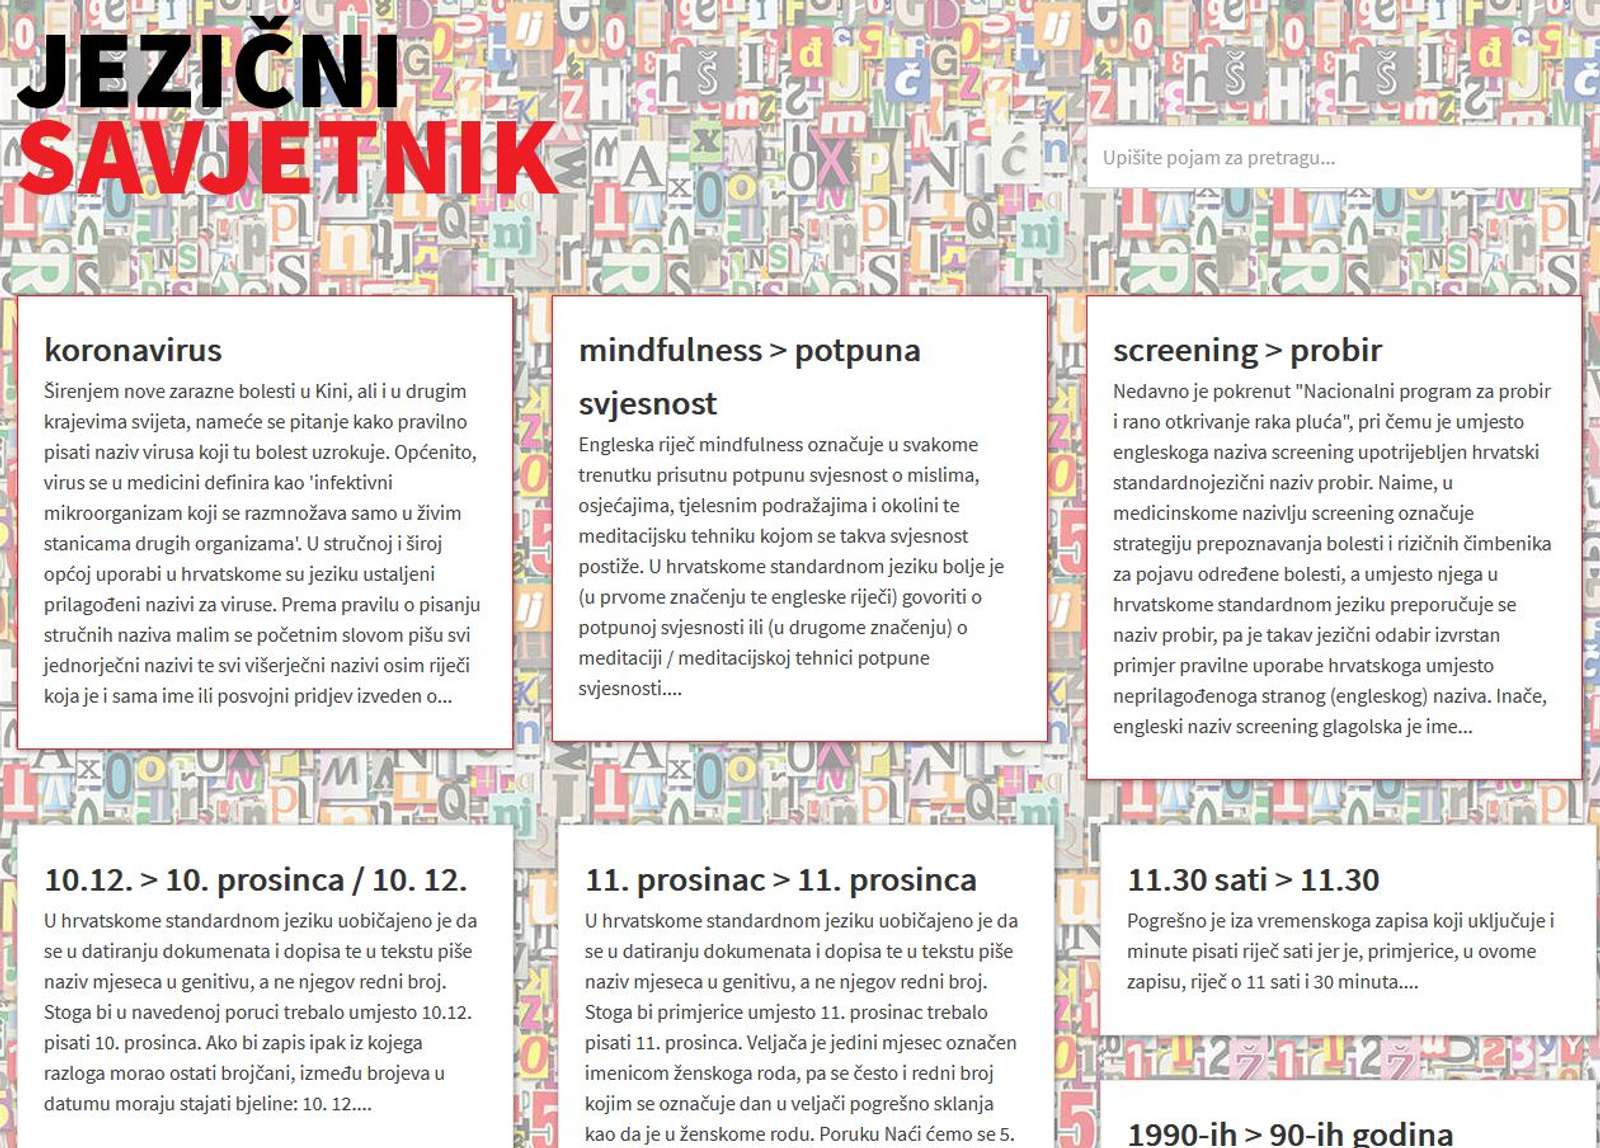 JEZIČNI
SAVJETNIK
Upišite pojam za pretragu...
koronavirus
Širenjem nove zarazne bolesti u Kini, ali i u drugim
krajevima svijeta, nameće se pitanje kako pravilno
pisati naziv virusa koji tu bolest uzrokuje. Općenito,
virus se u medicini definira kao 'infektivni
mikroorganizam koji se razmnožava samo u živim
stanicama drugih organizama'. U stručnoj i široj
općoj uporabi u hrvatskome su jeziku ustaljeni
prilagođeni nazivi za viruse. Prema pravilu o pisanju
stručnih naziva malim se početnim slovom pišu svi
jednorječni nazivi te svi višerječni nazivi osim riječi
koja je i sama ime ili posvojni pridjev izveden o...
mindfulness > potpuna
svjesnost
Engleska riječ mindfulness označuje u svakome
trenutku prisutnu potpunu svjesnost o mislima,
osjećajima, tjelesnim podražajima i okolini te
meditacijsku tehniku kojom se takva svjesnost
postiže. U hrvatskome standardnom jeziku bolje je
(u prvome značenju te engleske riječi) govoriti o
potpunoj svjesnosti ili (u drugome značenju) o
meditaciji / meditacijskoj tehnici potpune
svjesnosti....
screening > probir
Nedavno je pokrenut "Nacionalni program za probir
i rano otkrivanje raka pluća", pri čemu je umjesto
engleskoga naziva screening upotrijebljen hrvatski
standardnojezični naziv probir. Naime, u
medicinskome nazivlju screening označuje
strategiju prepoznavanja bolesti i rizičnih čimbenika
za pojavu određene bolesti, a umjesto njega u
hrvatskome standardnom jeziku preporučuje se
naziv probir, pa je takav jezični odabir izvrstan
primjer pravilne uporabe hrvatskoga umjesto
neprilagođenoga stranog (engleskog) naziva. Inače,
engleski naziv screening glagolska je ime...
10.12. > 10. prosinca / 10. 12.
U hrvatskome standardnom jeziku uobičajeno je da
se u datiranju dokumenata i dopisa te u tekstu piše
naziv mjeseca u genitivu, a ne njegov redni broj.
Stoga bi u navedenoj poruci trebalo umjesto 10.12.
pisati 10. prosinca. Ako bi zapis ipak iz kojega
razloga morao ostati brojčani, između brojeva u
datumu moraju stajati bjeline: 10. 12....
11. prosinac > 11. prosinca
U hrvatskome standardnom jeziku uobičajeno je da
se u datiranju dokumenata i dopisa te u tekstu piše
naziv mjeseca u genitivu, a ne njegov redni broj.
Stoga bi primjerice umjesto 11. prosinac trebalo
pisati 11. prosinca. Veljača je jedini mjesec označen
imenicom ženskoga roda, pa se često i redni broj
kojim se označuje dan u veljači pogrešno sklanja
kao da je u ženskome rodu. Poruku Naći ćemo se 5.
11.30 sati > 11.30
Pogrešno je iza vremenskoga zapisa koji uključuje i
minute pisati riječ sati jer je, primjerice, u ovome
zapisu, riječ o 11 sati i 30 minuta....
1990-ih > 90-ih godina